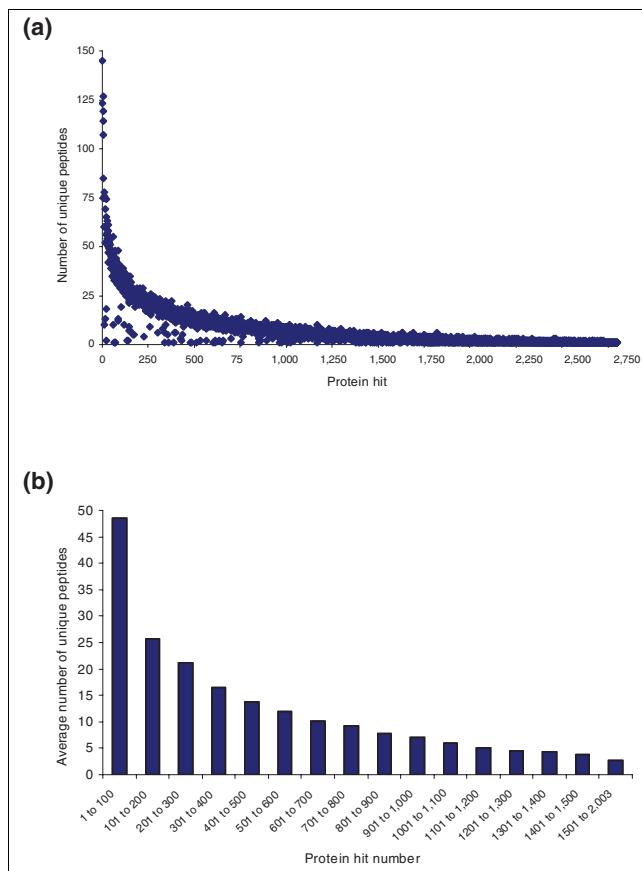 (a)
150
125
100
75
50
25
0
Number of unique peptides
0 250 500 75 1,000 1,250 1,500 1,750 2,000 2,250 2,500 2,750
Protein hit
(b)
50
45
40
35
30
25
20
15
10
5
0
Average number of unique peptides
1 to 100
101 to 200
201 to 300
301 to 400
401 to 500
501 to 600
601 to 700
701 to 800
801 to 900
901 to 1,000
1001 to 1,100
1101 to 1,200
1201 to 1,300
1301 to 1,400
1401 to 1,500
1501 to 2,003
Protein hit number